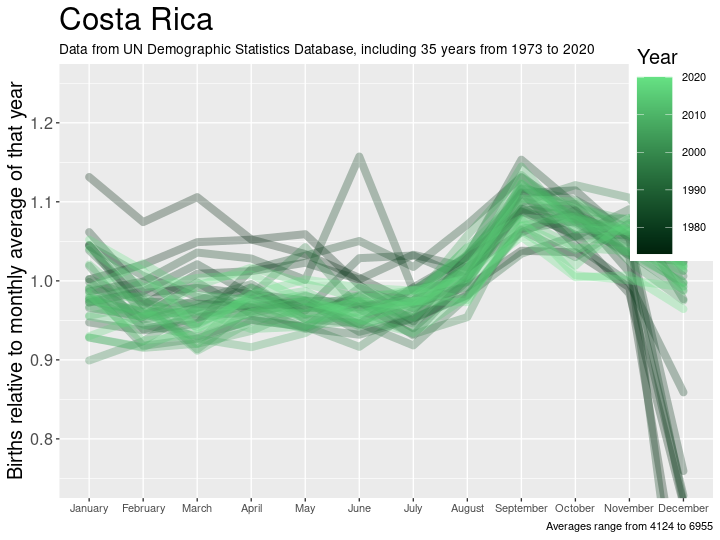 Costa Rica
Data from UN Demographic Statistics Database, including 35 years from 1973 to 2020
Year
2020
2010
2000
1990
1980
Births relative to monthly average of that year
1.2
1.1
1.0
0.9
0.8
January February March April May June July August September October November December
Averages range from 4124 to 6955